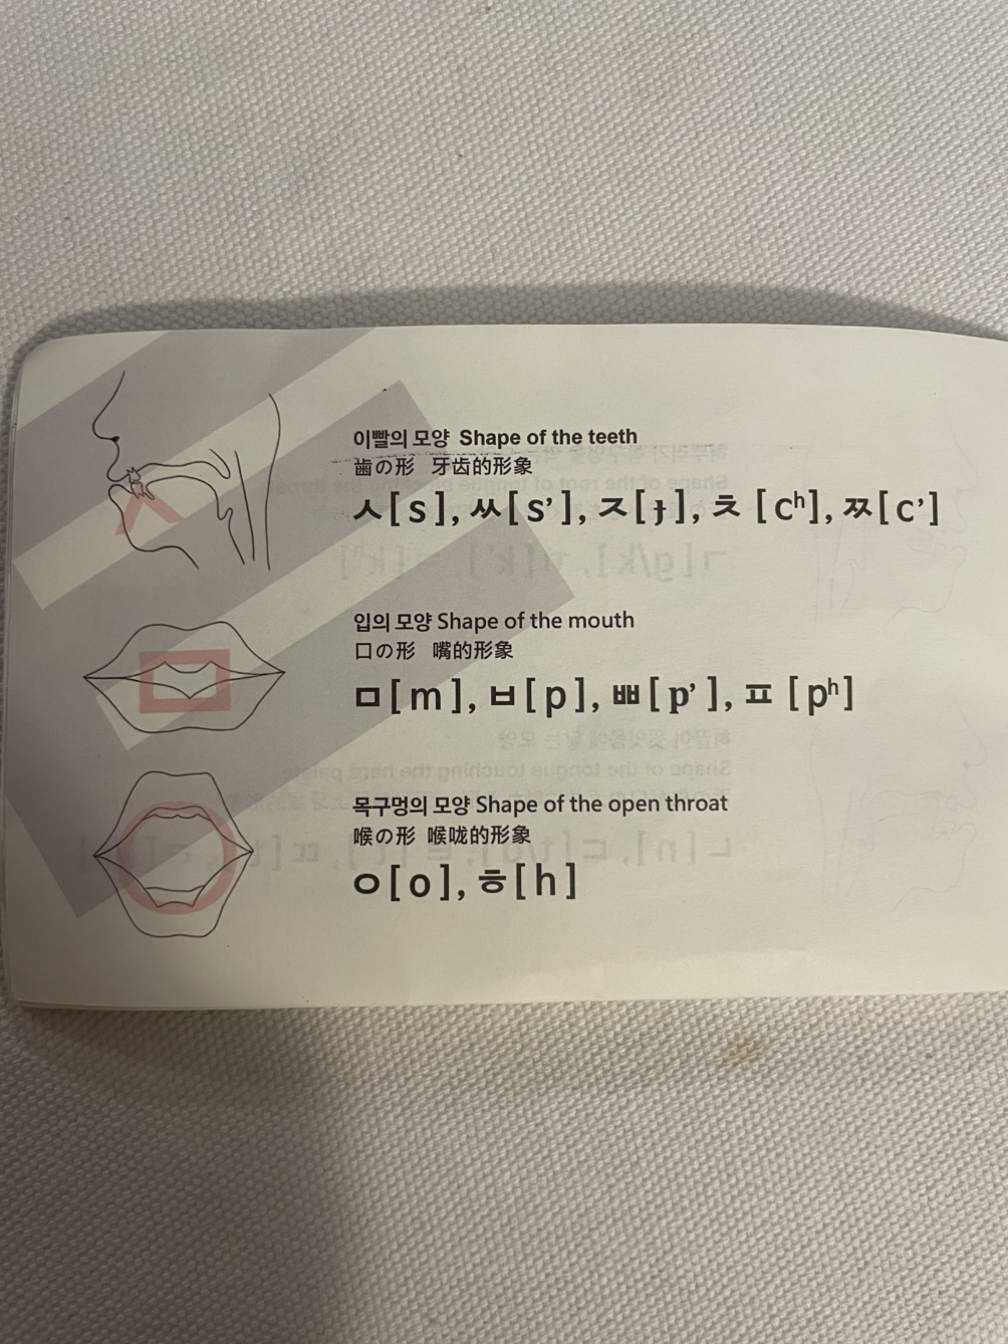 이빨의 모양 Shape of the teeth
歯の形 牙齿的形象
ㅅ[s], ㅆ[s’], ㅈ[ɟ], ㅊ [cʰ], ㅉ[c’]
입의 모양 Shape of the mouth
口の形 嘴的形象
ㅁ[m], ㅂ[p], ㅃ[p’], ㅍ [pʰ]
목구멍의 모양 Shape of the open throat
喉の形 喉咙的形象
ㅇ[o], ㅎ[h]